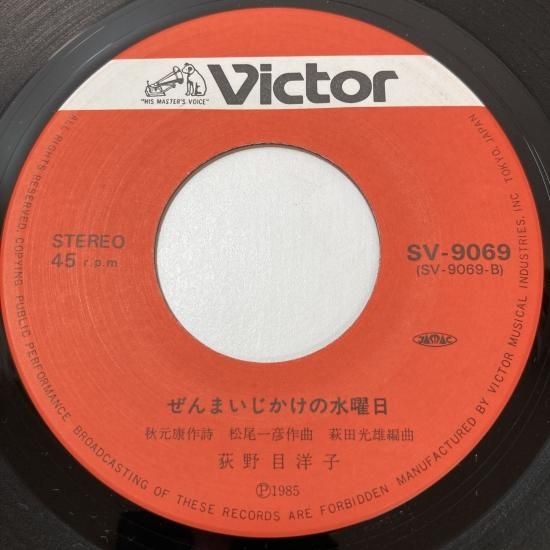 "HIS MASTER'S VOICE"
Victor
STEREO
45 r.p.m
SV-9069
(SV-9069-B)
JASRAC
ぜんまいじかけの水曜日
秋元康作詩 松尾一彦作曲 萩田光雄編曲
荻野目洋子
Ⓟ1985
ALL RIGHTS RESERVED. COPYING PUBLIC PERFORMANCE BROADCASTING OF THESE RECORDS ARE FORBIDDEN MANUFACTURED BY VICTOR MUSICAL INDUSTRIES, INC TOKYO, JAPAN